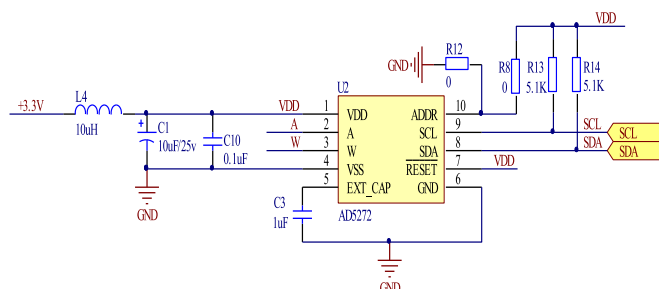 VDD
R12
GND
0
R8
0
R13
5.1K
R14
5.1K
L4
+3.3V
10uH
U2
VDD
1
VDD
ADDR
10
A
2
A
SCL
9
SCL
SCL
W
3
W
SDA
8
SDA
SDA
4
VSS
RESET
7
VDD
5
EXT_CAP
GND
6
C1
10uF/25v
C10
0.1uF
GND
C3
1uF
AD5272
GND